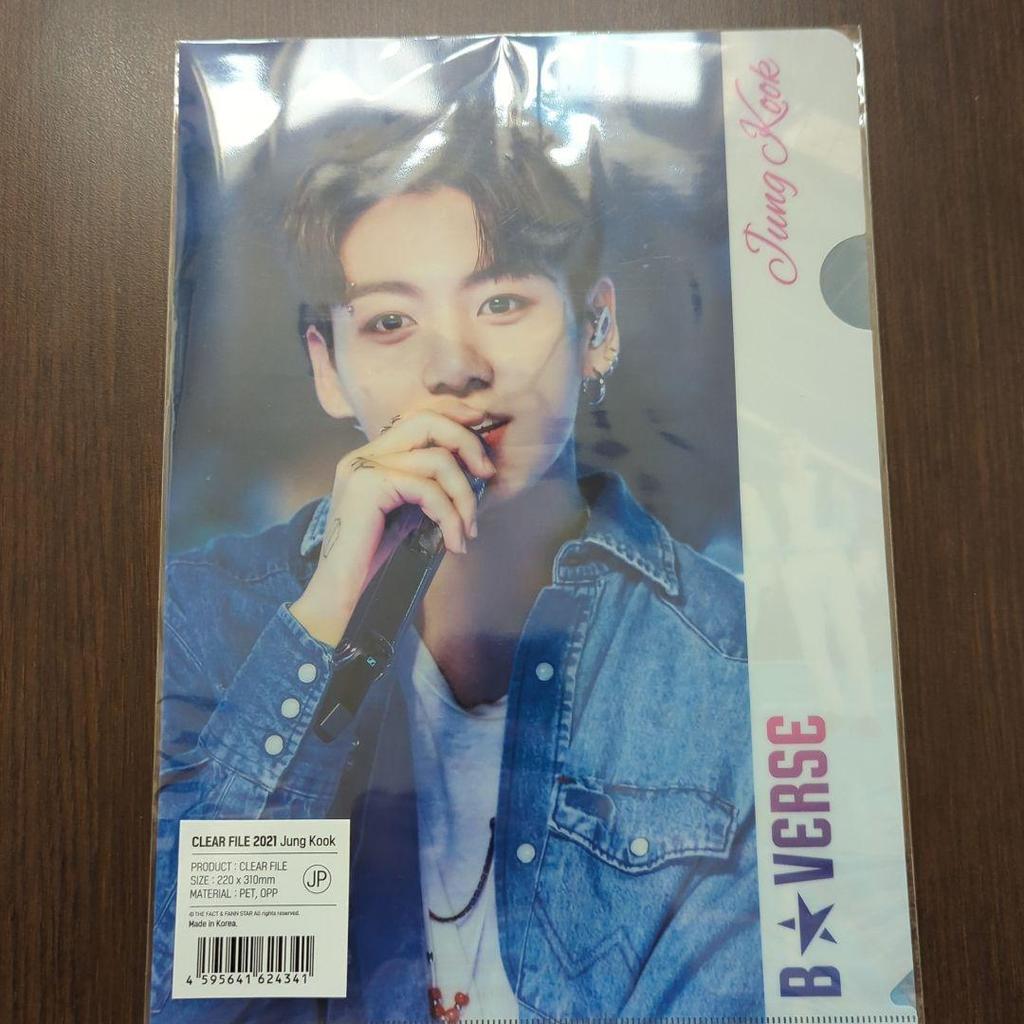 Jung Kook
B★VERSE
CLEAR FILE 2021 Jung Kook
PRODUCT : CLEAR FILE
SIZE : 220 x 310mm
MATERIAL : PET, OPP
JP
© THE FACT & FANN STAR All rights reserved.
Made in Korea.
4 595641 624341